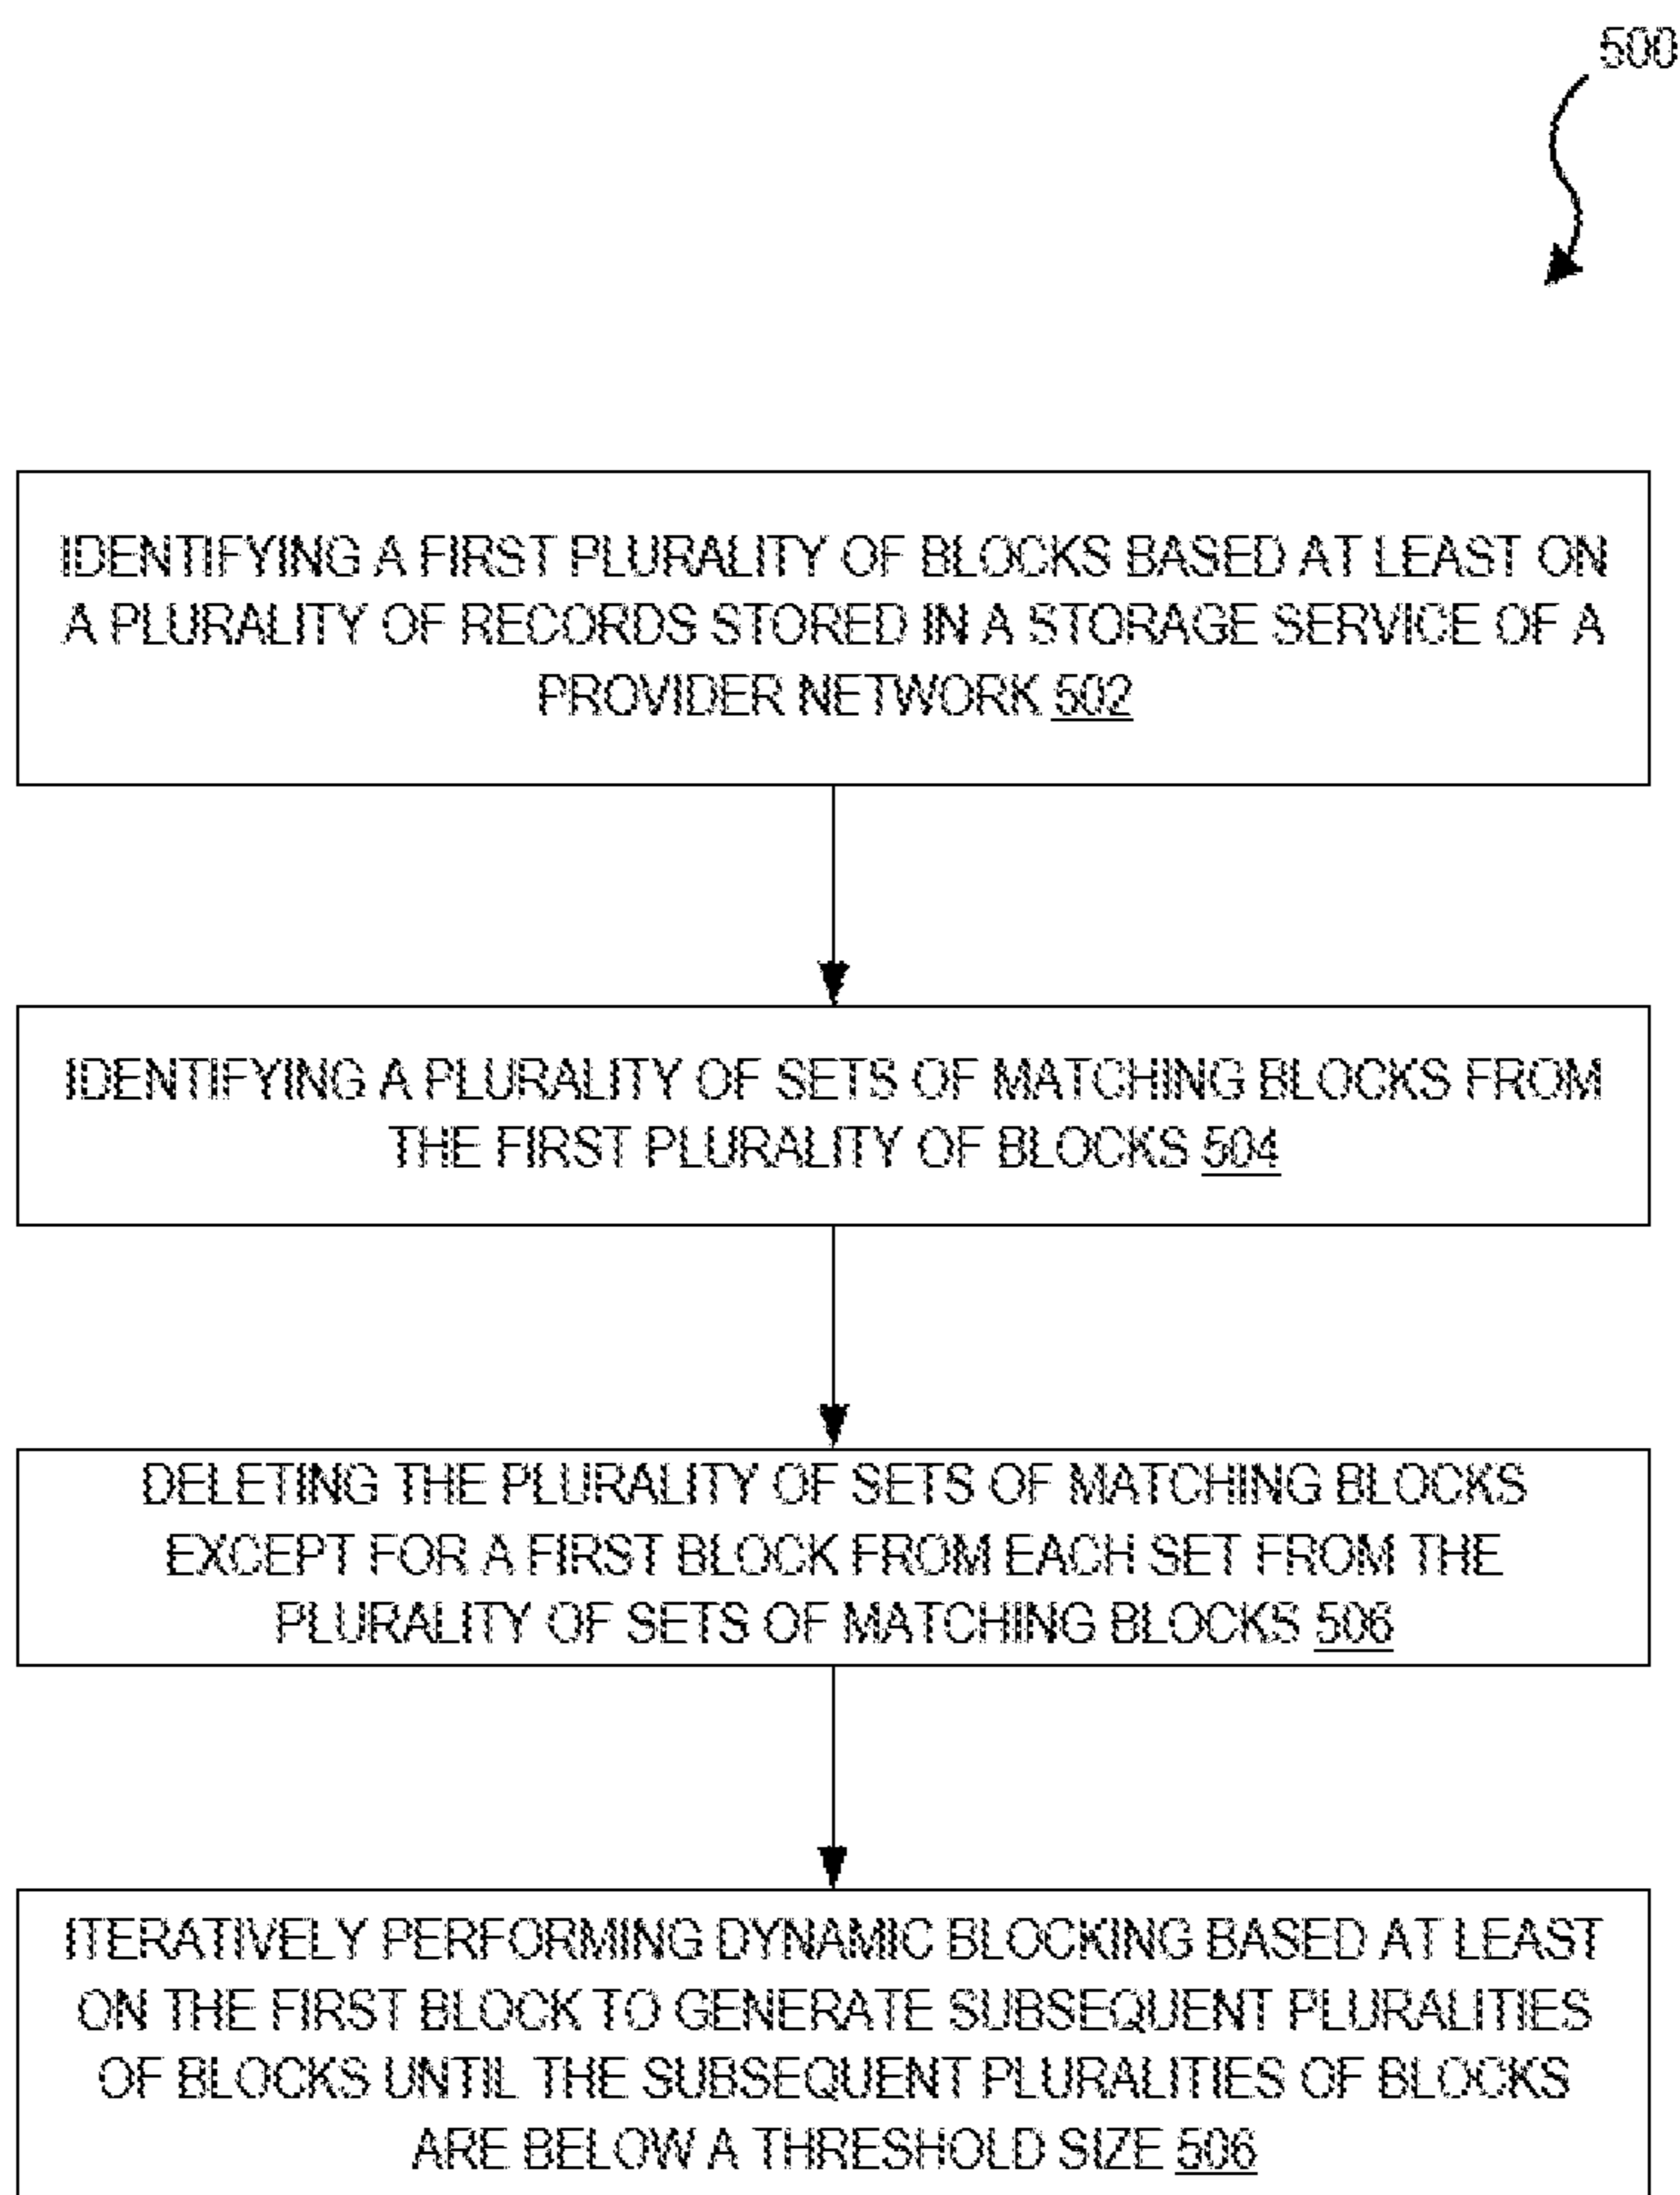 500
IDENTIFYING A FIRST PLURALITY OF BLOCKS BASED AT LEAST ON
A PLURALITY OF RECORDS STORED IN A STORAGE SERVICE OF A
PROVIDER NETWORK 502
IDENTIFYING A PLURALITY OF SETS OF MATCHING BLOCKS FROM
THE FIRST PLURALITY OF BLOCKS 504
DELETING THE PLURALITY OF SETS OF MATCHING BLOCKS
EXCEPT FOR A FIRST BLOCK FROM EACH SET FROM THE
PLURALITY OF SETS OF MATCHING BLOCKS 506
ITERATIVELY PERFORMING DYNAMIC BLOCKING BASED AT LEAST
ON THE FIRST BLOCK TO GENERATE SUBSEQUENT PLURALITIES
OF BLOCKS UNTIL THE SUBSEQUENT PLURALITIES OF BLOCKS
ARE BELOW A THRESHOLD SIZE 506